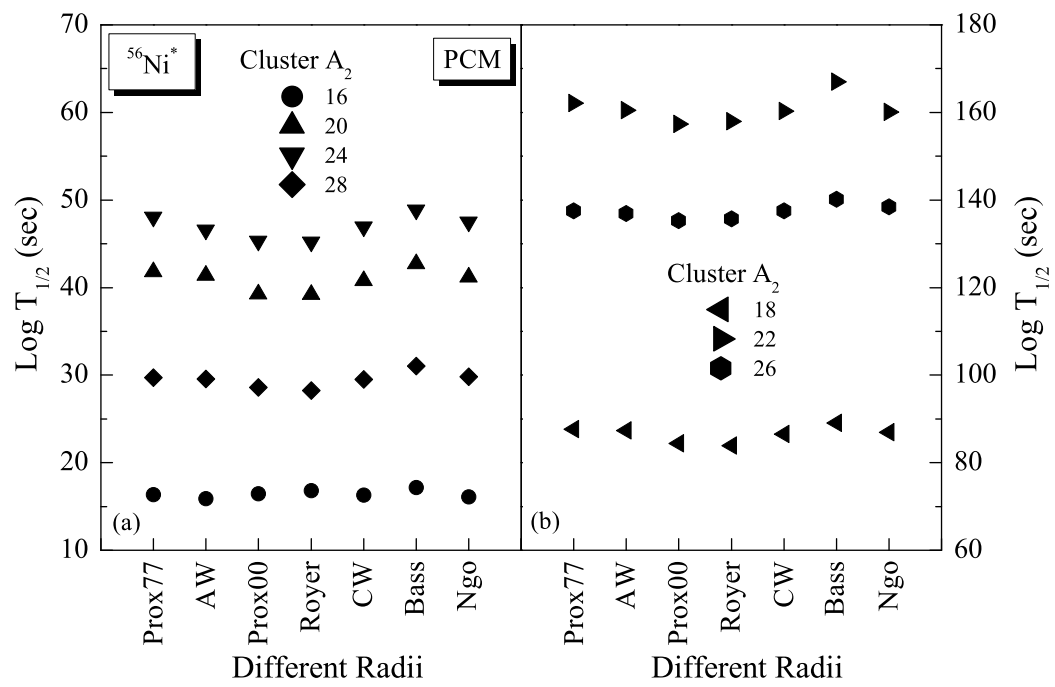 70
60
50
40
30
20
10
Log T1/2 (sec)
56Ni*
PCM
Cluster A2
16
20
24
28
(a)
Prox77
AW
Prox00
Royer
CW
Bass
Ngo
Different Radii
Cluster A2
18
22
26
(b)
Prox77
AW
Prox00
Royer
CW
Bass
Ngo
Different Radii
180
160
140
120
100
80
60
Log T1/2 (sec)